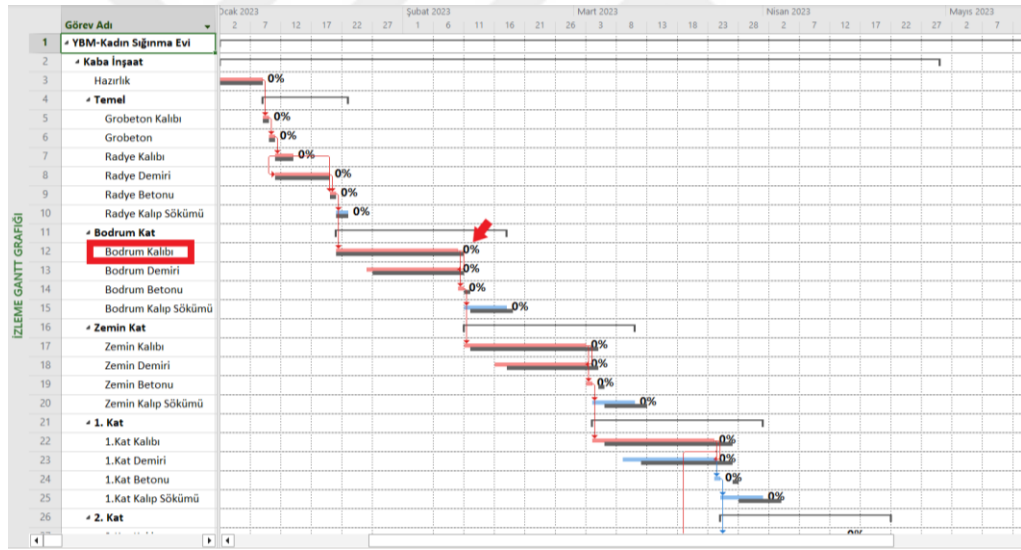 Ocak 2023 Şubat 2023 Mart 2023 Nisan 2023 Mayıs 2023
Görev Adı 2 7 12 17 22 27 1 6 11 16 21 26 3 8 13 18 23 28 2 7 12 17 22 27 2 7
1 YBM-Kadın Sığınma Evi
2 Kaba İnşaat
3 Hazırlık 0%
4 Temel
5 Grobeton Kalıbı 0%
6 Grobeton 0%
7 Radye Kalıbı 0%
8 Radye Demiri 0%
9 Radye Betonu 0%
10 Radye Kalıp Sökümü 0%
11 Bodrum Kat
12 Bodrum Kalıbı 0%
13 Bodrum Demiri 0%
14 Bodrum Betonu 0%
15 Bodrum Kalıp Sökümü 0%
16 Zemin Kat
17 Zemin Kalıbı 0%
18 Zemin Demiri 0%
19 Zemin Betonu 0%
20 Zemin Kalıp Sökümü 0%
21 1. Kat
22 1.Kat Kalıbı 0%
23 1.Kat Demiri 0%
24 1.Kat Betonu 0%
25 1.Kat Kalıp Sökümü 0%
26 2. Kat
İZLEME GANTT GRAFIĞI